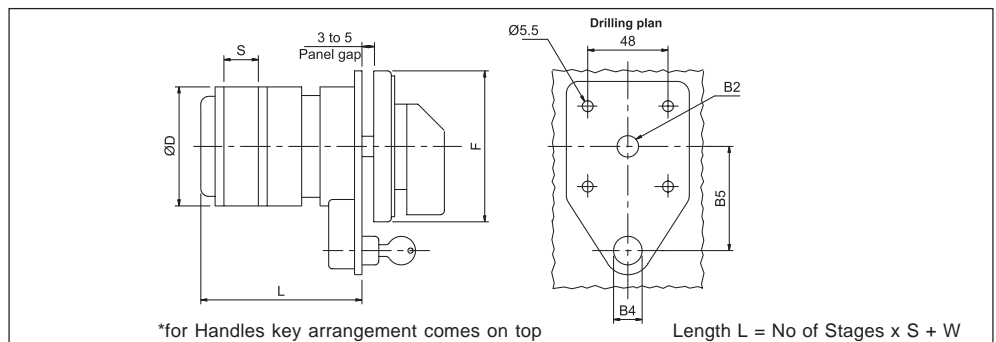 Drilling plan
3 to 5
Panel gap
S
Ø5.5
48
B2
ØD
F
B5
L
B4
*for Handles key arrangement comes on top
Length L = No of Stages x S + W